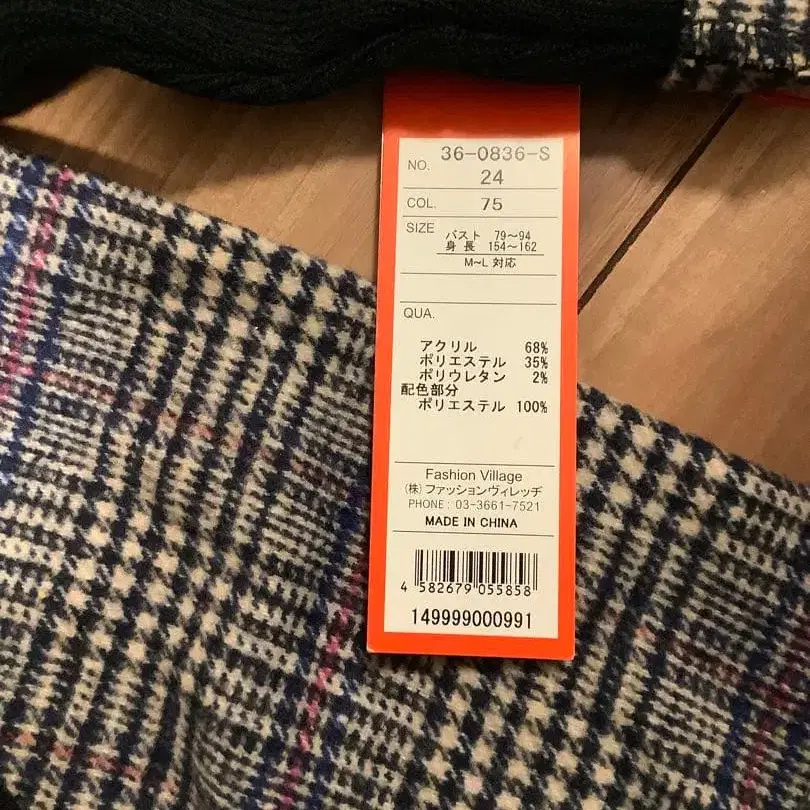 NO. 36-0836-S
24
COL. 75
SIZE バスト 79～94
身長 154～162
M～L 対応
QUA.
アクリル 68%
ポリエステル 35%
ポリウレタン 2%
配色部分
ポリエステル 100%
Fashion Village
(株)ファッションヴィレッヂ
PHONE: 03-3661-7521
MADE IN CHINA
4 582679 055858
149999000991